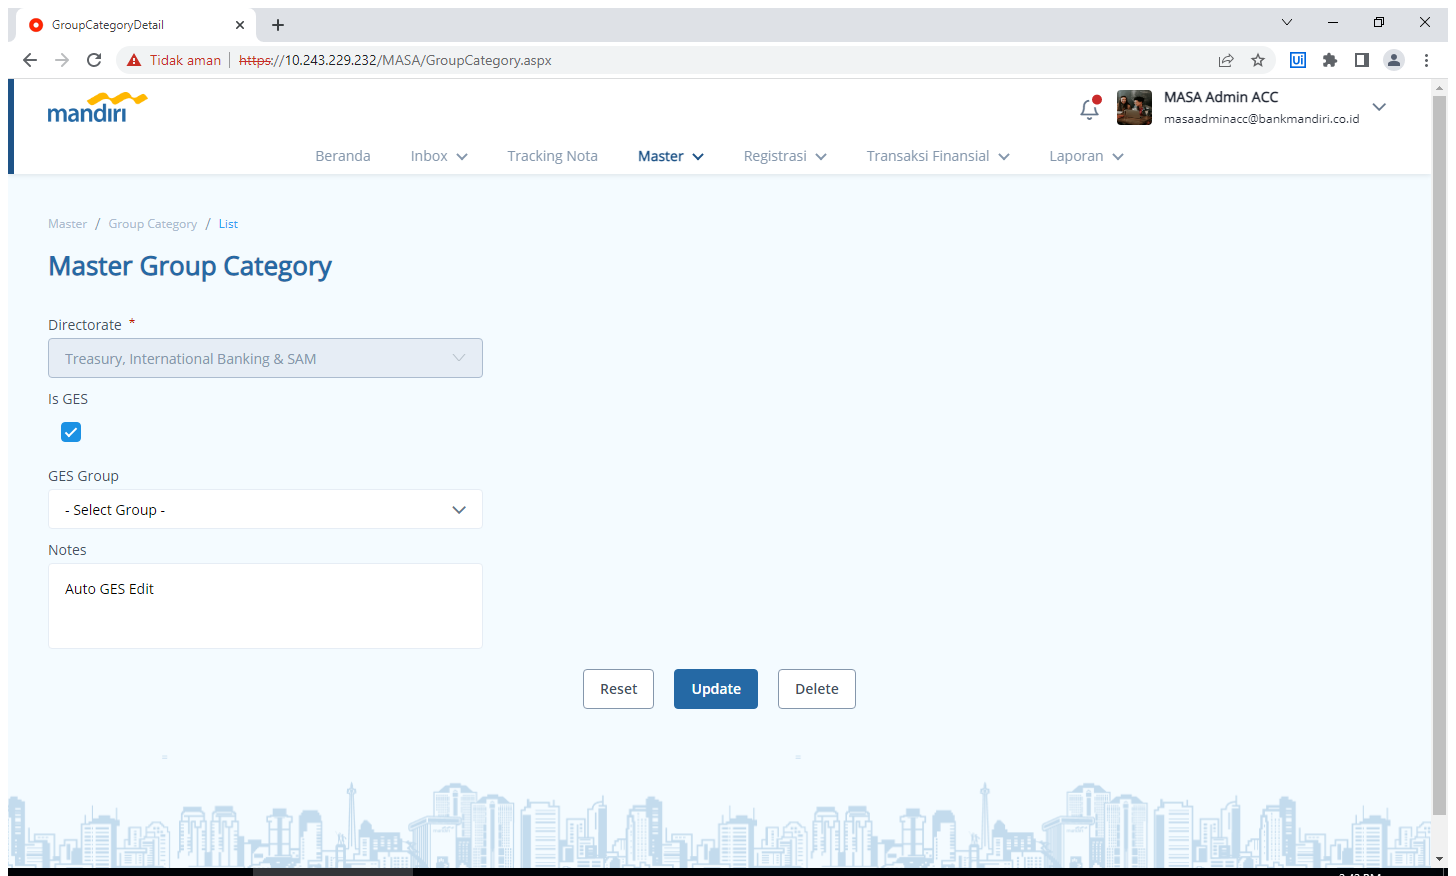 GroupCategoryDetail
Tidak aman
https://10.243.229.232/MASA/GroupCategory.aspx
Ui
mandırı
MASA Admin ACC
masaadminacc@bankmandiri.co.id
Beranda
Inbox
Tracking Nota
Master
Registrasi
Transaksi Finansial
Laporan
Master / Group Category / List
Master Group Category
Directorate *
Treasury, International Banking & SAM
Is GES
GES Group
- Select Group -
Notes
Auto GES Edit
Reset
Update
Delete